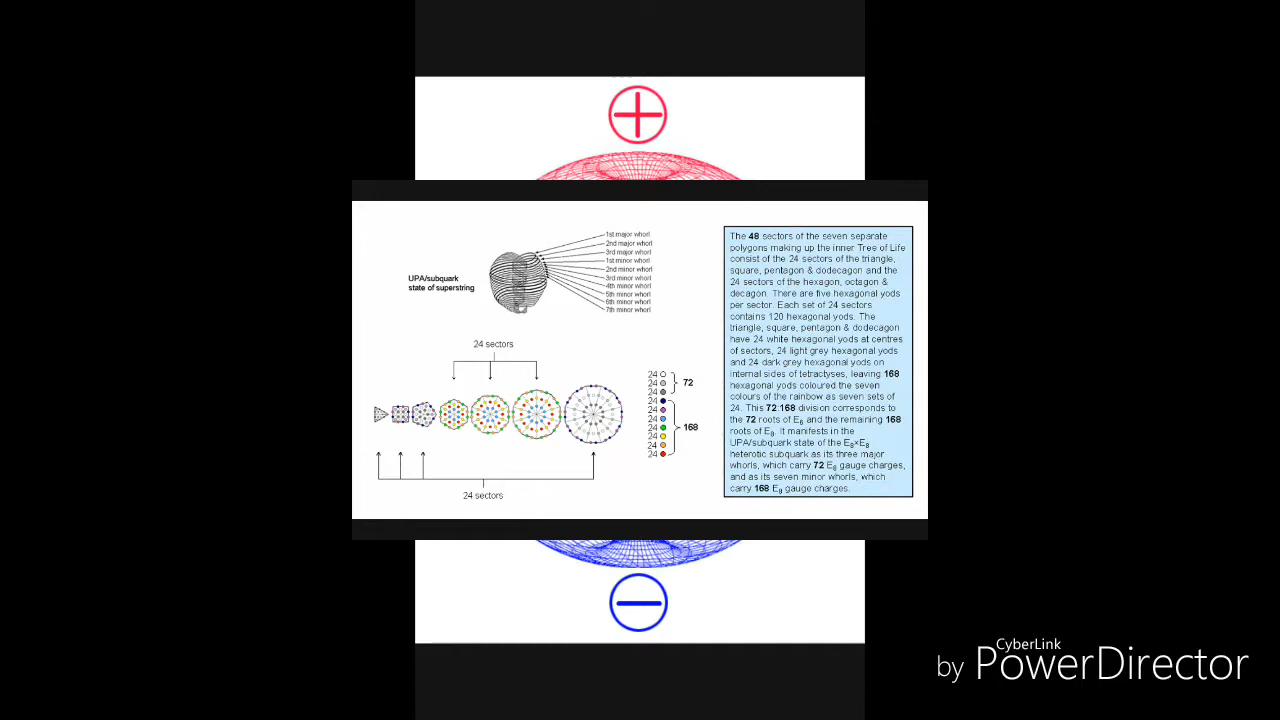 1st major whorl
2nd major whorl
3rd major whorl
1st minor whorl
2nd minor whorl
3rd minor whorl
4th minor whorl
5th minor whorl
6th minor whorl
7th minor whorl
UPA/subquark
state of superstring
24 sectors
24
24
24
72
24
24
24
24
24
24
24
168
24 sectors
The 48 sectors of the seven separate
polygons making up the inner Tree of Life
consist of the 24 sectors of the triangle,
square, pentagon & dodecagon and the
24 sectors of the hexagon, octagon &
decagon. There are five hexagonal yods
per sector. Each set of 24 sectors
contains 120 hexagonal yods. The
triangle, square, pentagon & dodecagon
have 24 white hexagonal yods at centres
of sectors, 24 light grey hexagonal yods
and 24 dark grey hexagonal yods on
internal sides of tetractyses, leaving 168
hexagonal yods coloured the seven
colours of the rainbow as seven sets of
24. This 72:168 division corresponds to
the 72 roots of E6 and the remaining 168
roots of E8. It manifests in the
UPA/subquark state of the E8×E8
heterotic subquark as its three major
whorls, which carry 72 E8 gauge charges,
and as its seven minor whorls, which
carry 168 E8 gauge charges.
CyberLink
by PowerDirector